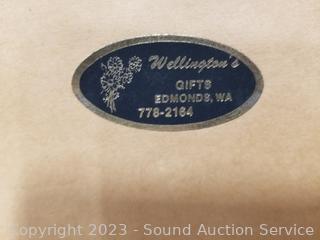 Wellington's
GIFTS
EDMONDS, WA
778-2164
Copyright 2023 - Sound Auction Service